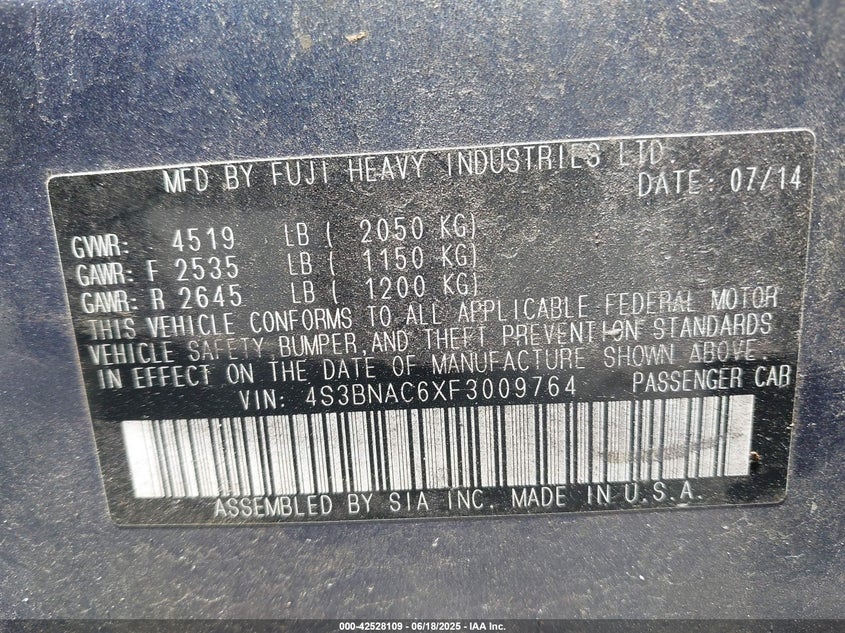 MFD BY FUJI HEAVY INDUSTRIES LTD.
DATE: 07/14
GVWR: 4519 LB ( 2050 KG)
GAWR: F 2535 LB ( 1150 KG)
GAWR: R 2645 LB ( 1200 KG)
THIS VEHICLE CONFORMS TO ALL APPLICABLE FEDERAL MOTOR
VEHICLE SAFETY,BUMPER,AND THEFT PREVENTION STANDARDS
IN EFFECT ON THE DATE OF MANUFACTURE SHOWN ABOVE.
VIN: 4S3BNAC6XF3009764 PASSENGER CAR
ASSEMBLED BY SIA INC. MADE IN U.S.A.
000-42528109 - 06/18/2025 - IAA Inc.